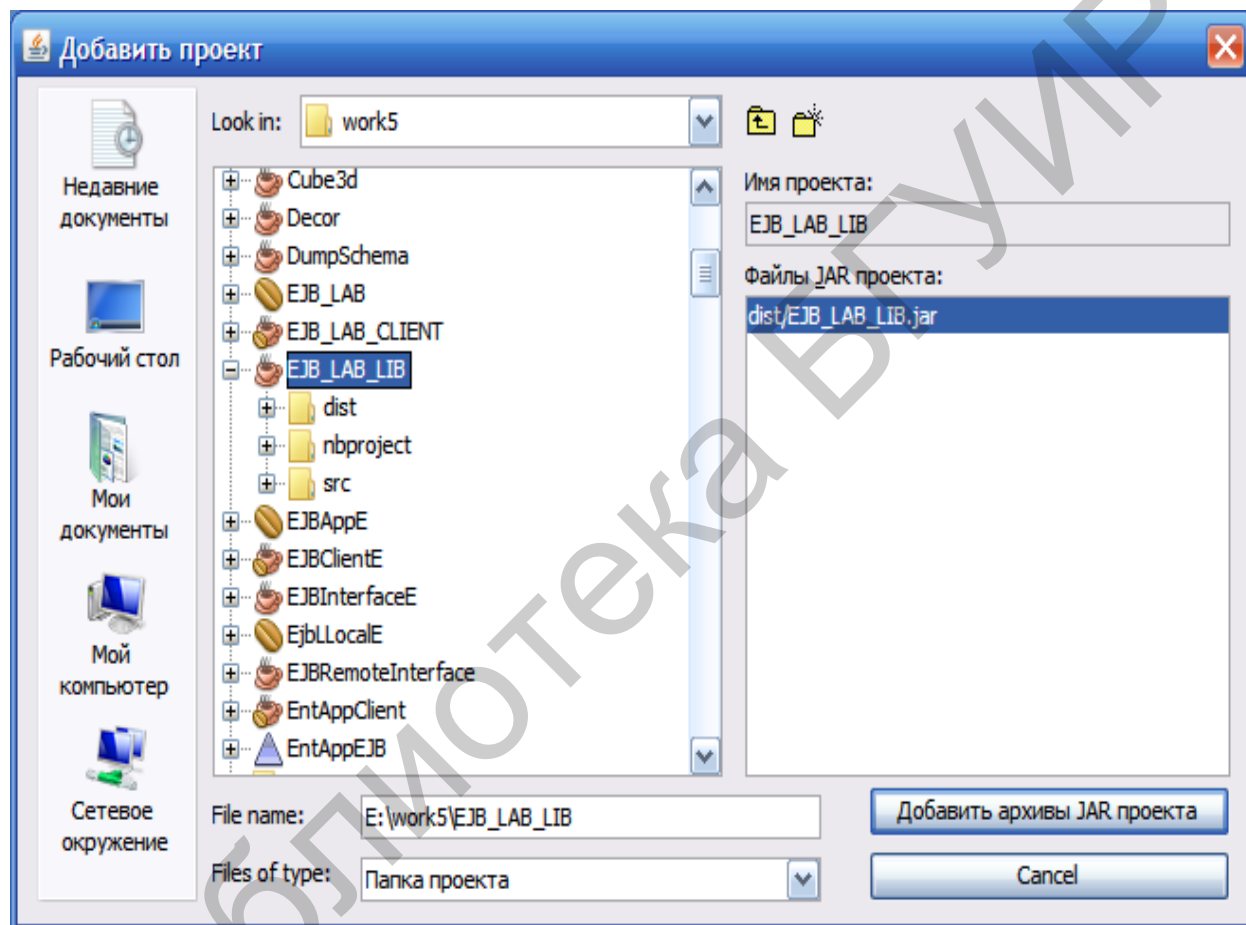 Добавить проект
Look in:
work5
Недавние
документы
Рабочий стол
Мои
документы
Мой
компьютер
Сетевое
окружение
Cube3d
Decor
DumpSchema
EJB_LAB
EJB_LAB_CLIENT
EJB_LAB_LIB
dist
nbproject
src
EJBAppE
EJBClientE
EJBInterfaceE
EjbLLocalE
EJBRemoteInterface
EntAppClient
EntAppEJB
Имя проекта:
EJB_LAB_LIB
Файлы JAR проекта:
dist/EJB_LAB_LIB.jar
File name:
E:\work5\EJB_LAB_LIB
Добавить архивы JAR проекта
Files of type:
Папка проекта
Cancel
блиотека БГУИР